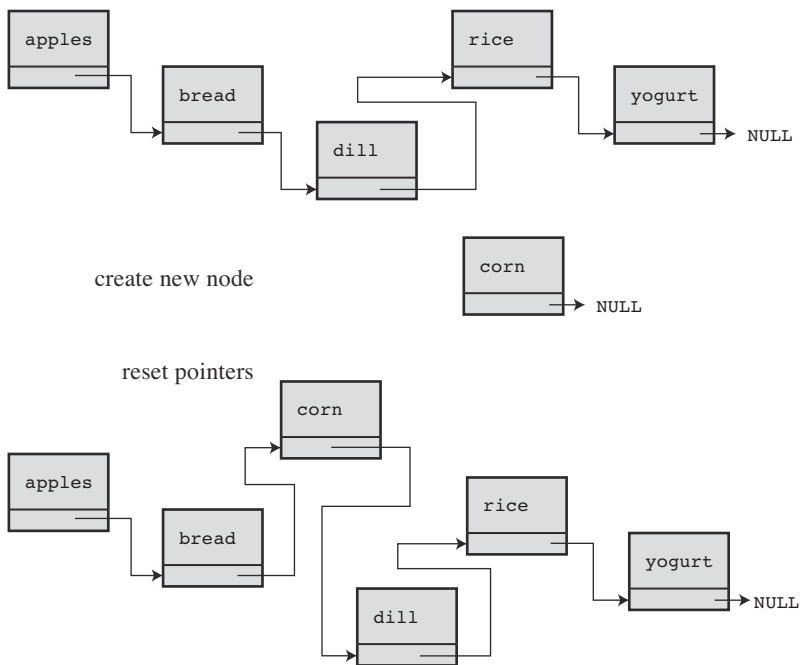 apples
bread
dill
rice
yogurt
NULL
create new node
corn
NULL
reset pointers
corn
apples
bread
dill
rice
yogurt
NULL